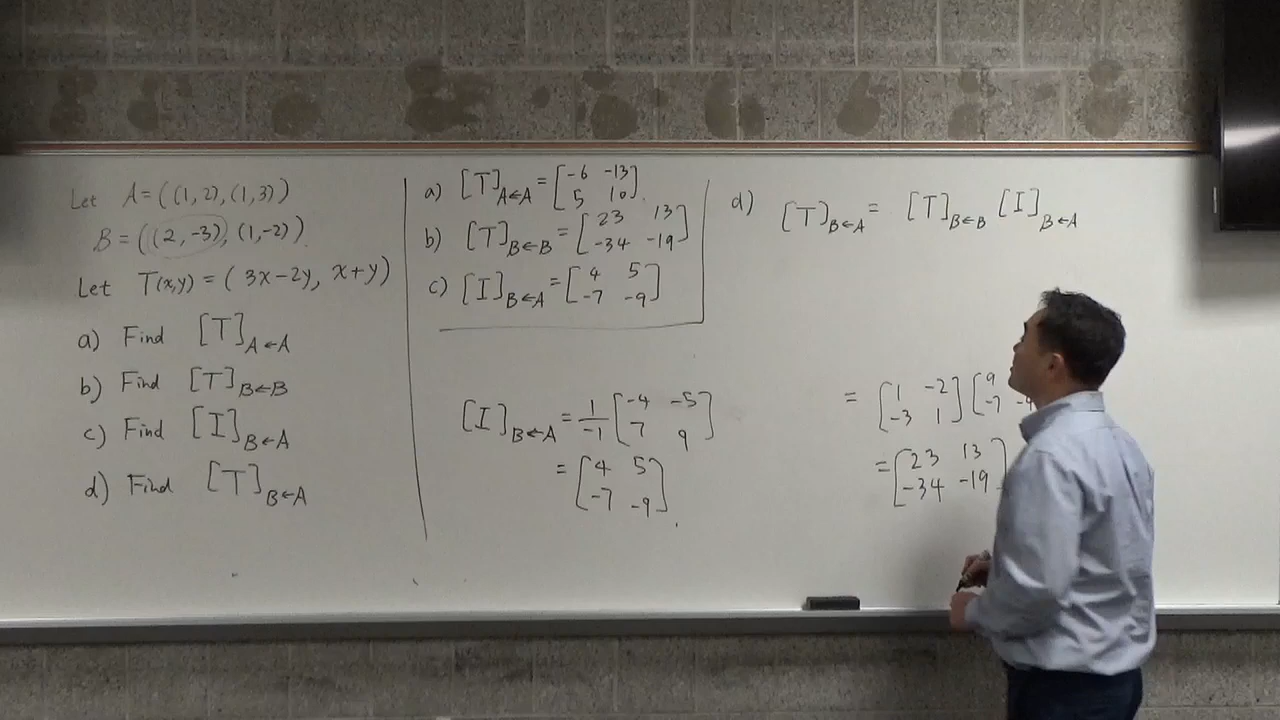 Let A = ((1,2),(1,3))
B = ((2,-3), (1,-2)).
Let T(x,y) = (3x-2y, x+y)
a) Find [T]_{A←A}
b) Find [T]_{B←B}
c) Find [I]_{B←A}
d) Find [T]_{B←A}
a) [T]_{A←A} = [-6 -13
5 10].
b) [T]_{B←B} = [23 13
-34 -19]
c) [I]_{B←A} = [4 5
-7 -9]
[I]_{B←A} = 1/-1 [-4 -5
7 9]
= [4 5
-7 -9].
d) [T]_{B←A} = [T]_{B←B} [I]_{B←A}
= [1 -2
-3 1] [9
-7
= [23 13
-34 -19]